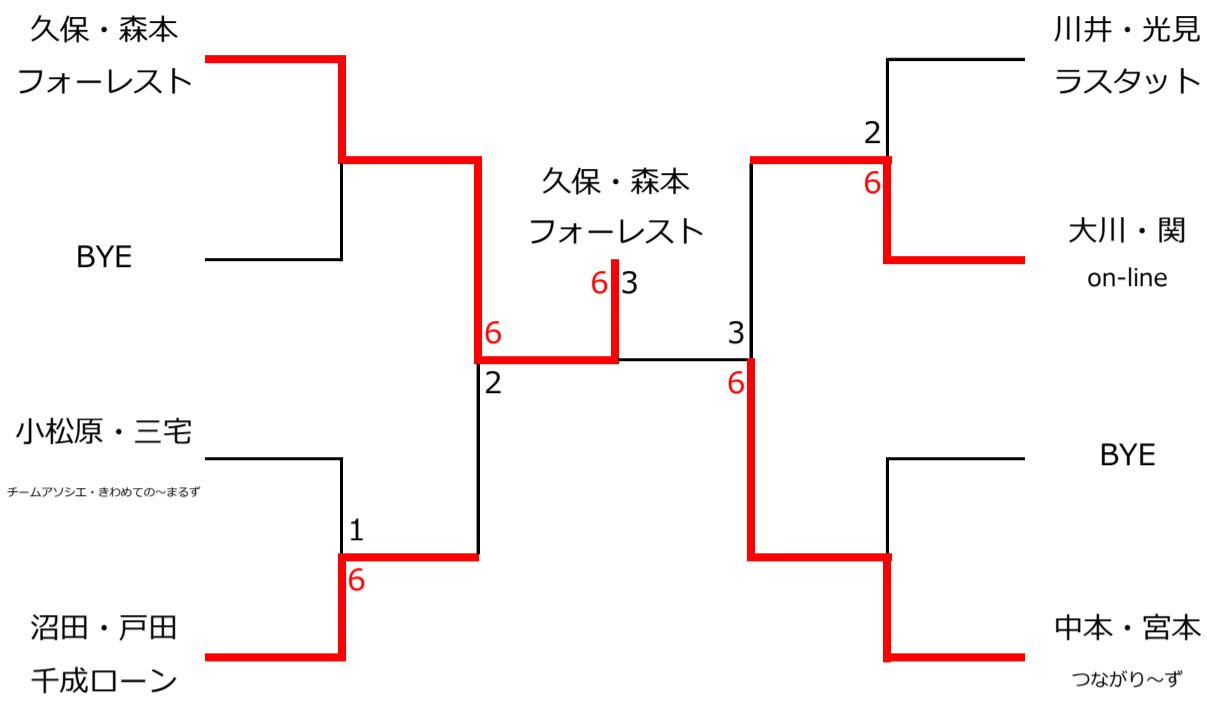 久保・森本
フォーレスト
BYE
小松原・三宅
チームアソシエ・きわめての～まるず
沼田・戸田
千成ローン
1
6
6
2
久保・森本
フォーレスト
6 3
3
6
2
6
川井・光見
ラスタット
大川・関
on-line
BYE
中本・宮本
つながり～ず